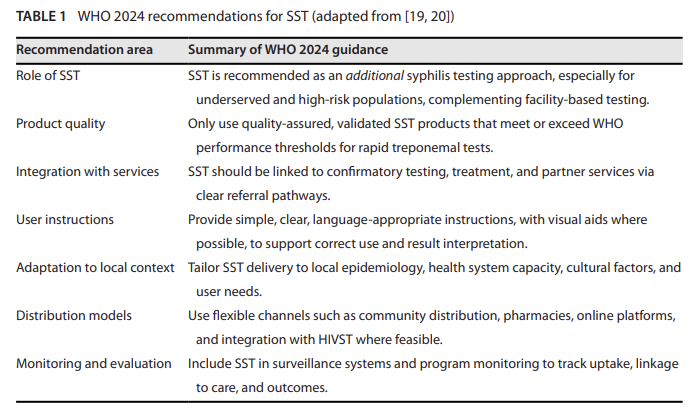 TABLE 1 WHO 2024 recommendations for SST (adapted from [19, 20])
Recommendation area Summary of WHO 2024 guidance
Role of SST SST is recommended as an additional syphilis testing approach, especially for
underserved and high-risk populations, complementing facility-based testing.
Product quality Only use quality-assured, validated SST products that meet or exceed WHO
performance thresholds for rapid treponemal tests.
Integration with services SST should be linked to confirmatory testing, treatment, and partner services via
clear referral pathways.
User instructions Provide simple, clear, language-appropriate instructions, with visual aids where
possible, to support correct use and result interpretation.
Adaptation to local context Tailor SST delivery to local epidemiology, health system capacity, cultural factors, and
user needs.
Distribution models Use flexible channels such as community distribution, pharmacies, online platforms,
and integration with HIVST where feasible.
Monitoring and evaluation Include SST in surveillance systems and program monitoring to track uptake, linkage
to care, and outcomes.